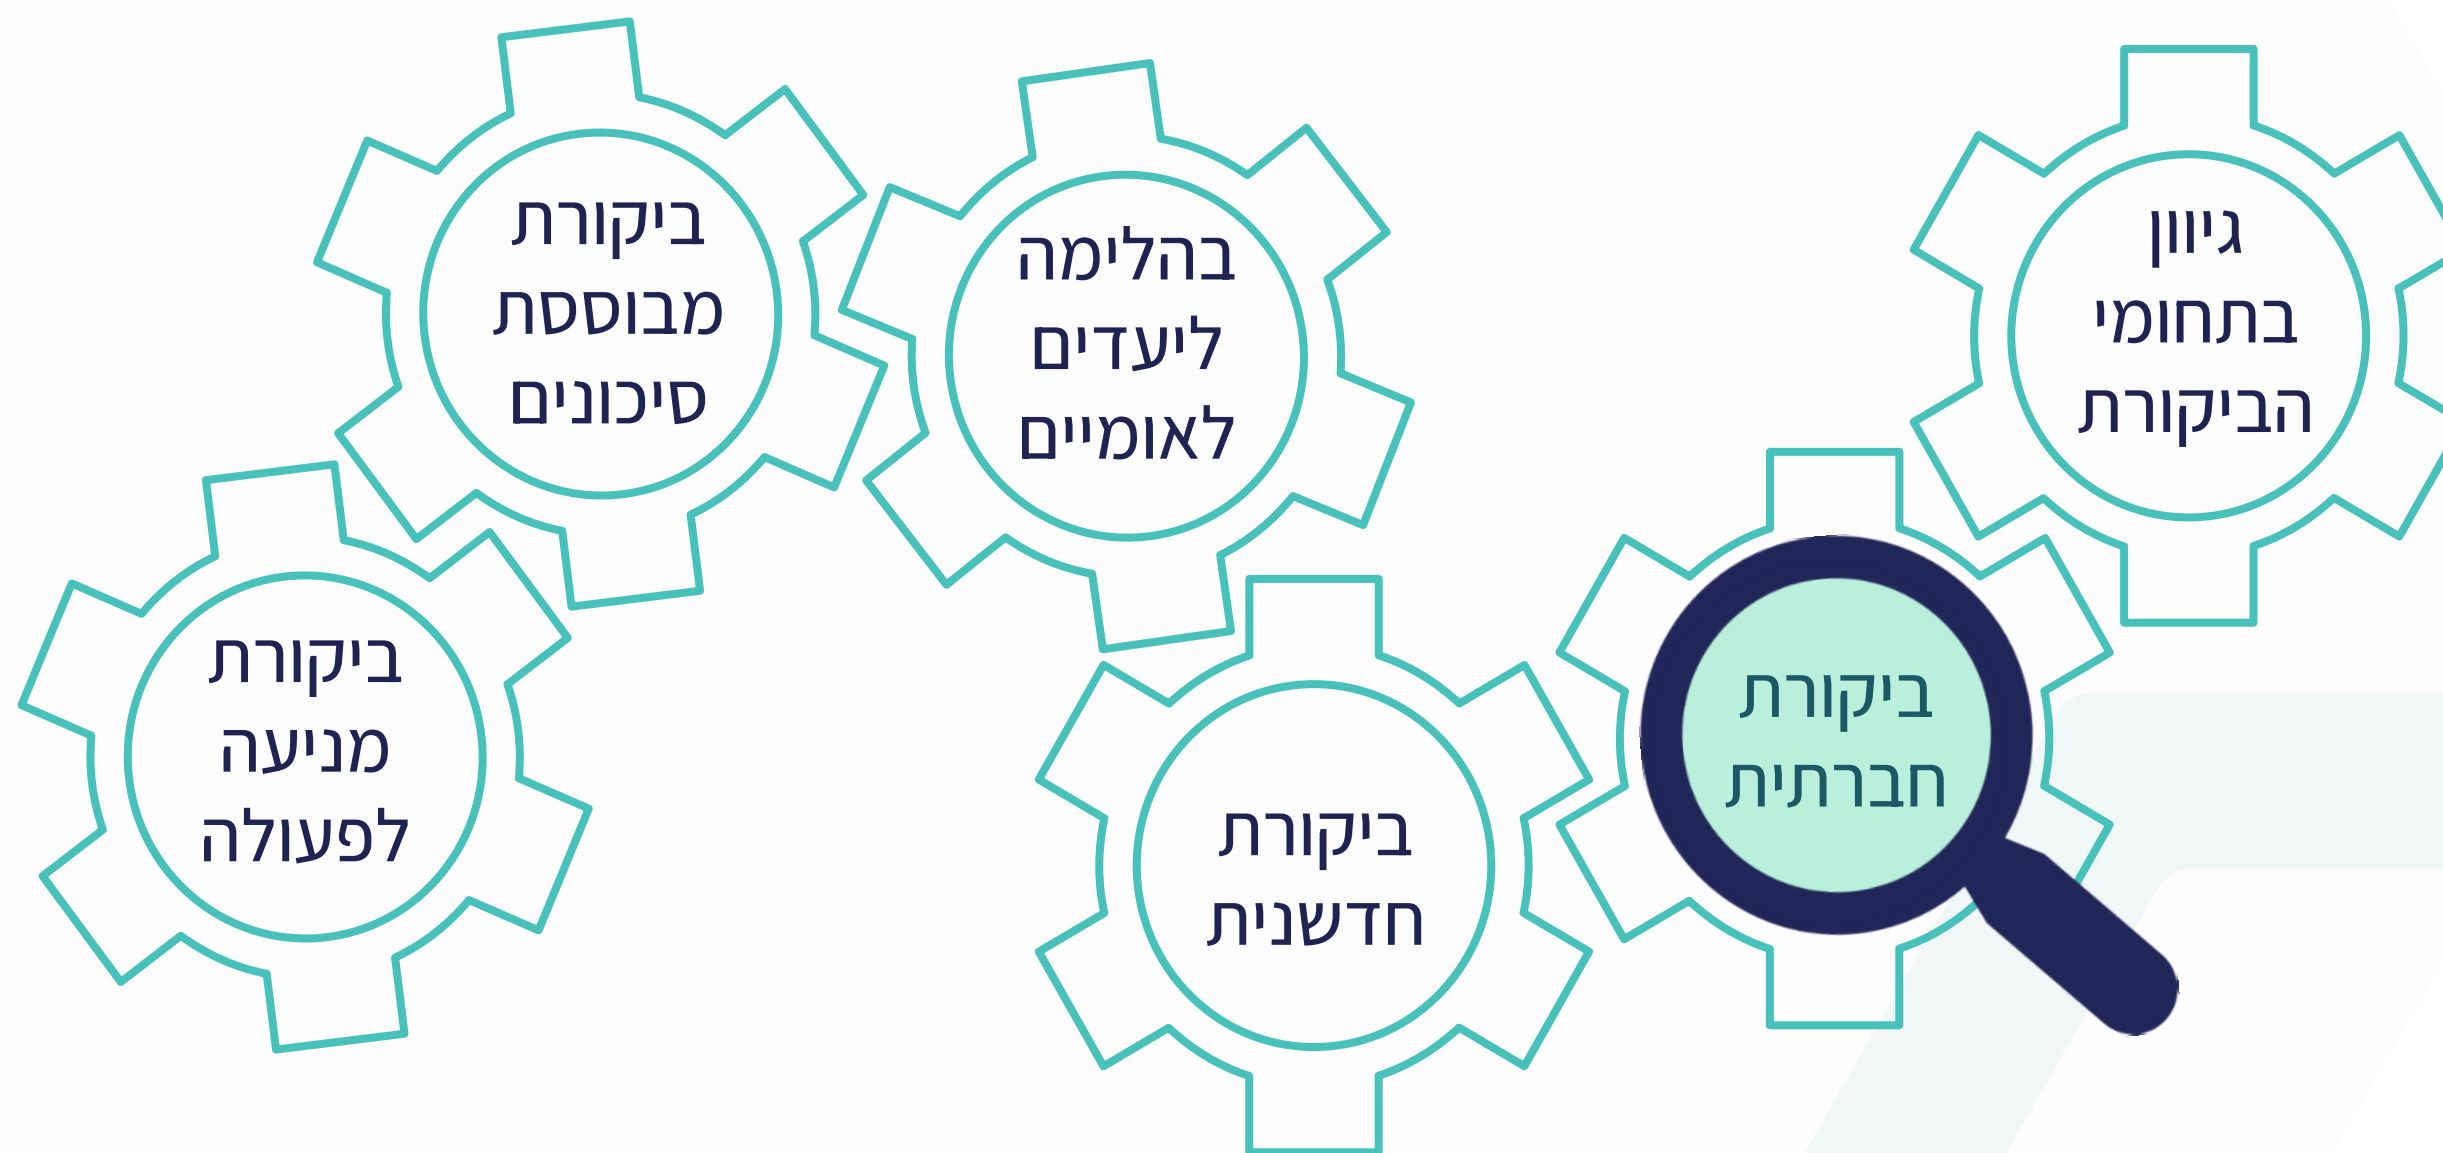 גיוון
בתחומי
הביקורת
ביקורת
חברתית
ביקורת
חדשנית
בהלימה
ליעדים
לאומיים
ביקורת
מבוססת
סיכונים
ביקורת
מניעה
לפעולה